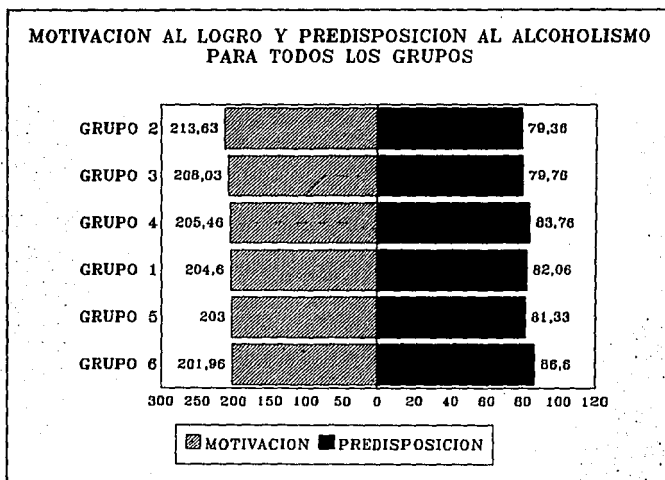 MOTIVACION AL LOGRO Y PREDISPOSICION AL ALCOHOLISMO
PARA TODOS LOS GRUPOS
GRUPO 2 213,63 79,36
GRUPO 3 208,03 79,76
GRUPO 4 205,46 83,76
GRUPO 1 204,6 82,06
GRUPO 5 203 81,33
GRUPO 6 201,96 86,6
300 250 200 150 100 50 0 20 40 60 80 100 120
MOTIVACION PREDISPOSICION